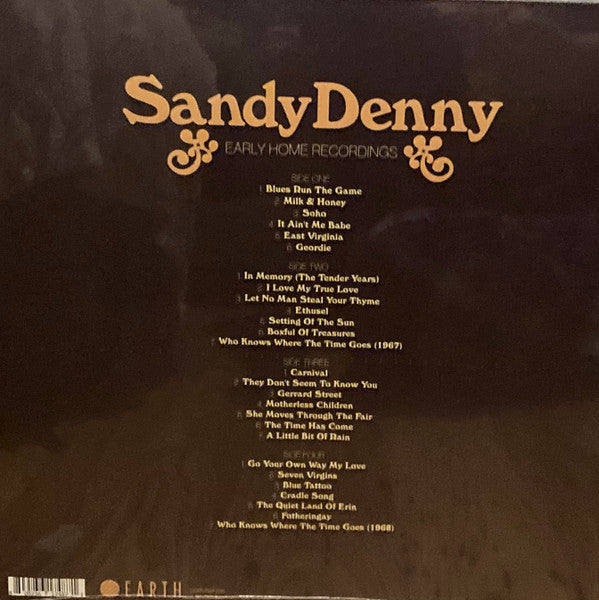 Sandy Denny
EARLY HOME RECORDINGS
SIDE ONE
1 Blues Run The Game
2 Milk & Honey
3 Soho
4 It Ain't Me Babe
5 East Virginia
6 Geordie
SIDE TWO
1 In Memory (The Tender Years)
2 I Love My True Love
3 Let No Man Steal Your Thyme
4 Ethusel
5 Setting Of The Sun
6 Boxful Of Treasures
7 Who Knows Where The Time Goes (1967)
SIDE THREE
1 Carnival
2 They Don't Seem To Know You
3 Gerrard Street
4 Motherless Children
5 She Moves Through The Fair
6 The Time Has Come
7 A Little Bit Of Rain
SIDE FOUR
1 Go Your Own Way My Love
2 Seven Virgins
3 Blue Tattoo
4 Cradle Song
5 The Quiet Land Of Erin
6 Fotheringay
7 Who Knows Where The Time Goes (1968)
EARTH